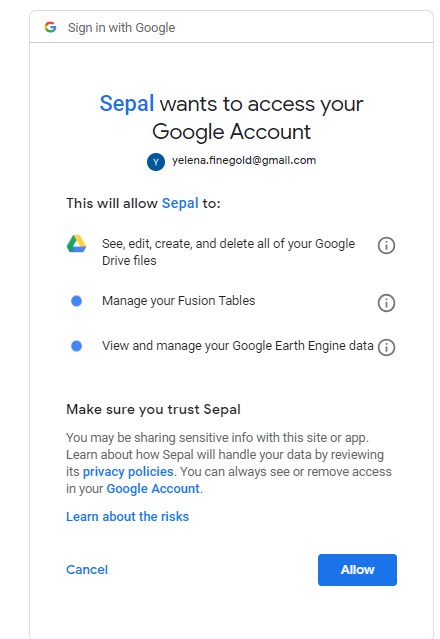 Sign in with Google
Sepal wants to access your
Google Account
Y yelena.finegold@gmail.com
This will allow Sepal to:
See, edit, create, and delete all of your Google
Drive files
Manage your Fusion Tables
View and manage your Google Earth Engine data
Make sure you trust Sepal
You may be sharing sensitive info with this site or app.
Learn about how Sepal will handle your data by reviewing
its privacy policies. You can always see or remove access
in your Google Account.
Learn about the risks
Cancel
Allow